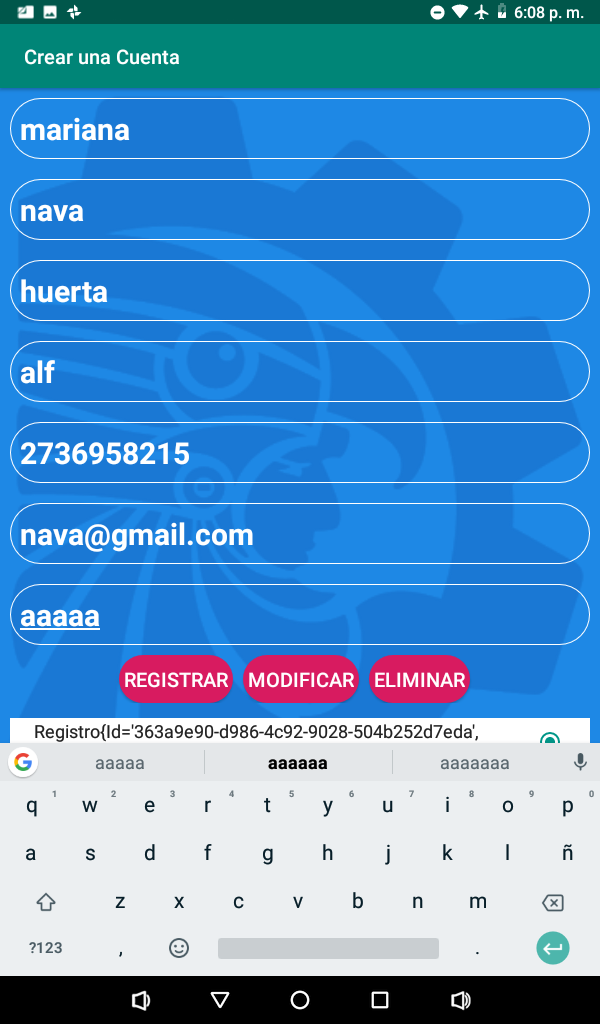 6:08 p. m.
Crear una Cuenta
mariana
nava
huerta
alf
2736958215
nava@gmail.com
aaaaa
REGISTRAR MODIFICAR ELIMINAR
Registro{Id='363a9e90-d986-4c92-9028-504b252d7eda',
G aaaaa aaaaaa aaaaaaa
q 1 w 2 e 3 r 4 t 5 y 6 u 7 i 8 o 9 p 0
a s d f g h j k l ñ
z x c v b n m
?123 , .